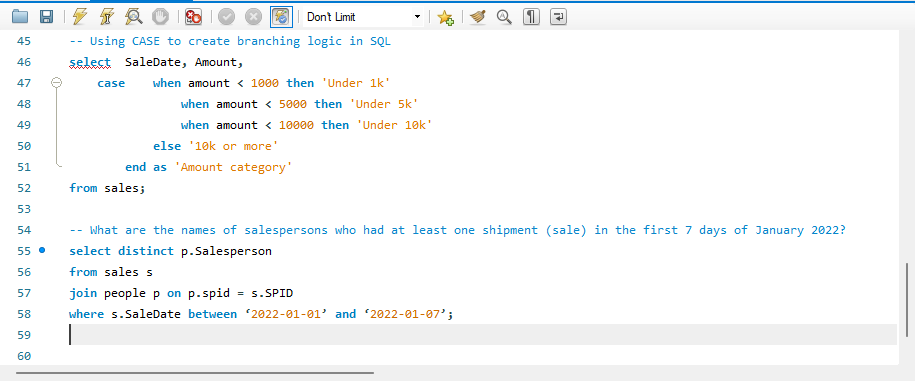 Don't Limit
45 -- Using CASE to create branching logic in SQL
46 select  SaleDate, Amount,
47     case    when amount < 1000 then 'Under 1k'
48                 when amount < 5000 then 'Under 5k'
49                 when amount < 10000 then 'Under 10k'
50             else '10k or more'
51         end as 'Amount category'
52 from sales;
53
54 -- What are the names of salespersons who had at least one shipment (sale) in the first 7 days of January 2022?
55 select distinct p.Salesperson
56 from sales s
57 join people p on p.spid = s.SPID
58 where s.SaleDate between ‘2022-01-01’ and ‘2022-01-07’;
59
60